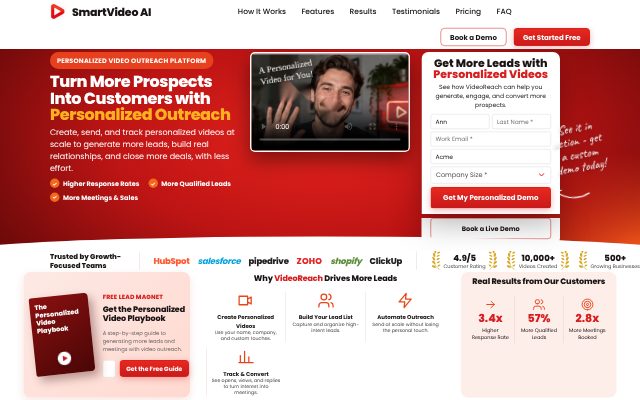 SmartVideo AI
How It Works
Features
Results
Testimonials
Pricing
FAQ
Book a Demo
Get Started Free
PERSONALIZED VIDEO OUTREACH PLATFORM
Turn More Prospects
Into Customers with
Personalized Outreach
Create, send, and track personalized videos at
scale to generate more leads, build real
relationships, and close more deals, with less
effort.
Higher Response Rates
More Qualified Leads
More Meetings & Sales
A Personalized
Video for You!
0:00
Get More Leads with
Personalized Videos
See how VideoReach can help you
generate, engage, and convert more
prospects.
Ann
Last Name *
Work Email *
Acme
Company Size *
Get My Personalized Demo
Book a Live Demo
See it in
action - get
a custom
demo today!
Trusted by Growth-
Focused Teams
HubSpot
salesforce
pipedrive
ZOHO
shopify
ClickUp
4.9/5
Customer Rating
10,000+
Videos Created
500+
Growing Businesses
The
Personalized
Video
Playbook
FREE LEAD MAGNET
Get the Personalized
Video Playbook
A step-by-step guide to
generating more leads and
meetings with video outreach.
Get the Free Guide
Why VideoReach Drives More Leads
Create Personalized
Videos
Use your name, company,
and custom touches.
Build Your Lead List
Capture and organize high-
intent leads.
Automate Outreach
Send at scale without losing
the personal touch.
Track & Convert
See opens, views, and replies
to turn interest into
meetings.
Real Results from Our Customers
3.4x
Higher
Response Rate
57%
More Qualified
Leads
2.8x
More Meetings
Booked